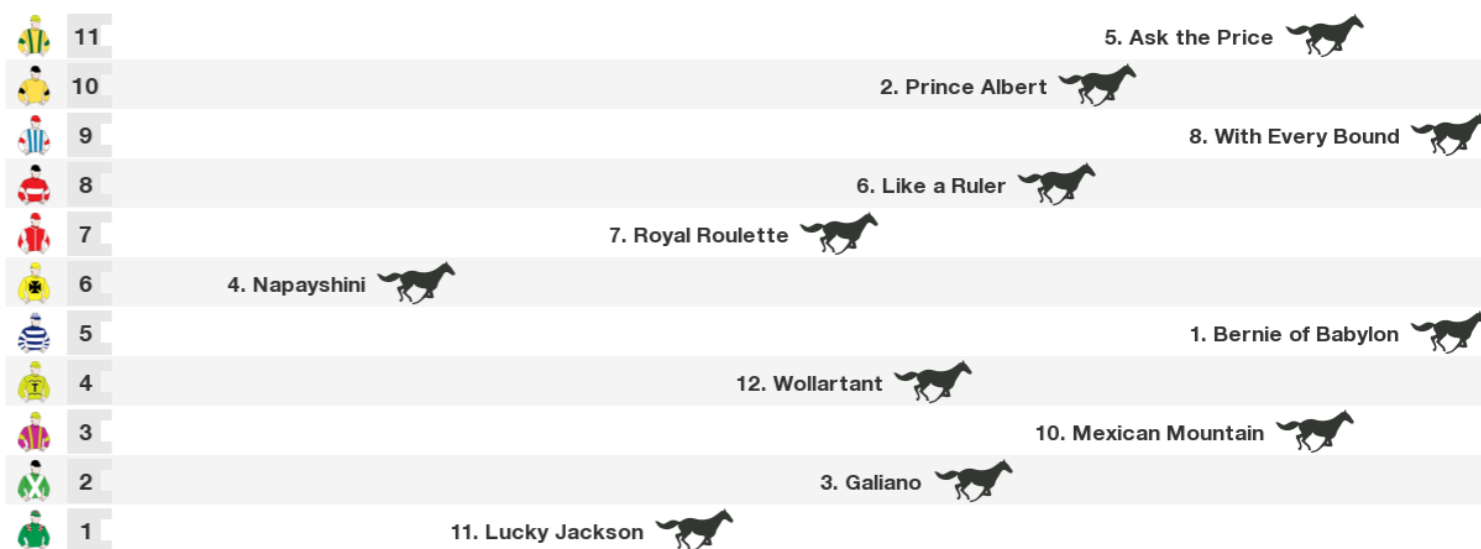 11 5. Ask the Price
10 2. Prince Albert
9 8. With Every Bound
8 6. Like a Ruler
7 7. Royal Roulette
6 4. Napayshini
5 1. Bernie of Babylon
4 12. Wollartant
T
3 10. Mexican Mountain
2 3. Galiano
1 11. Lucky Jackson